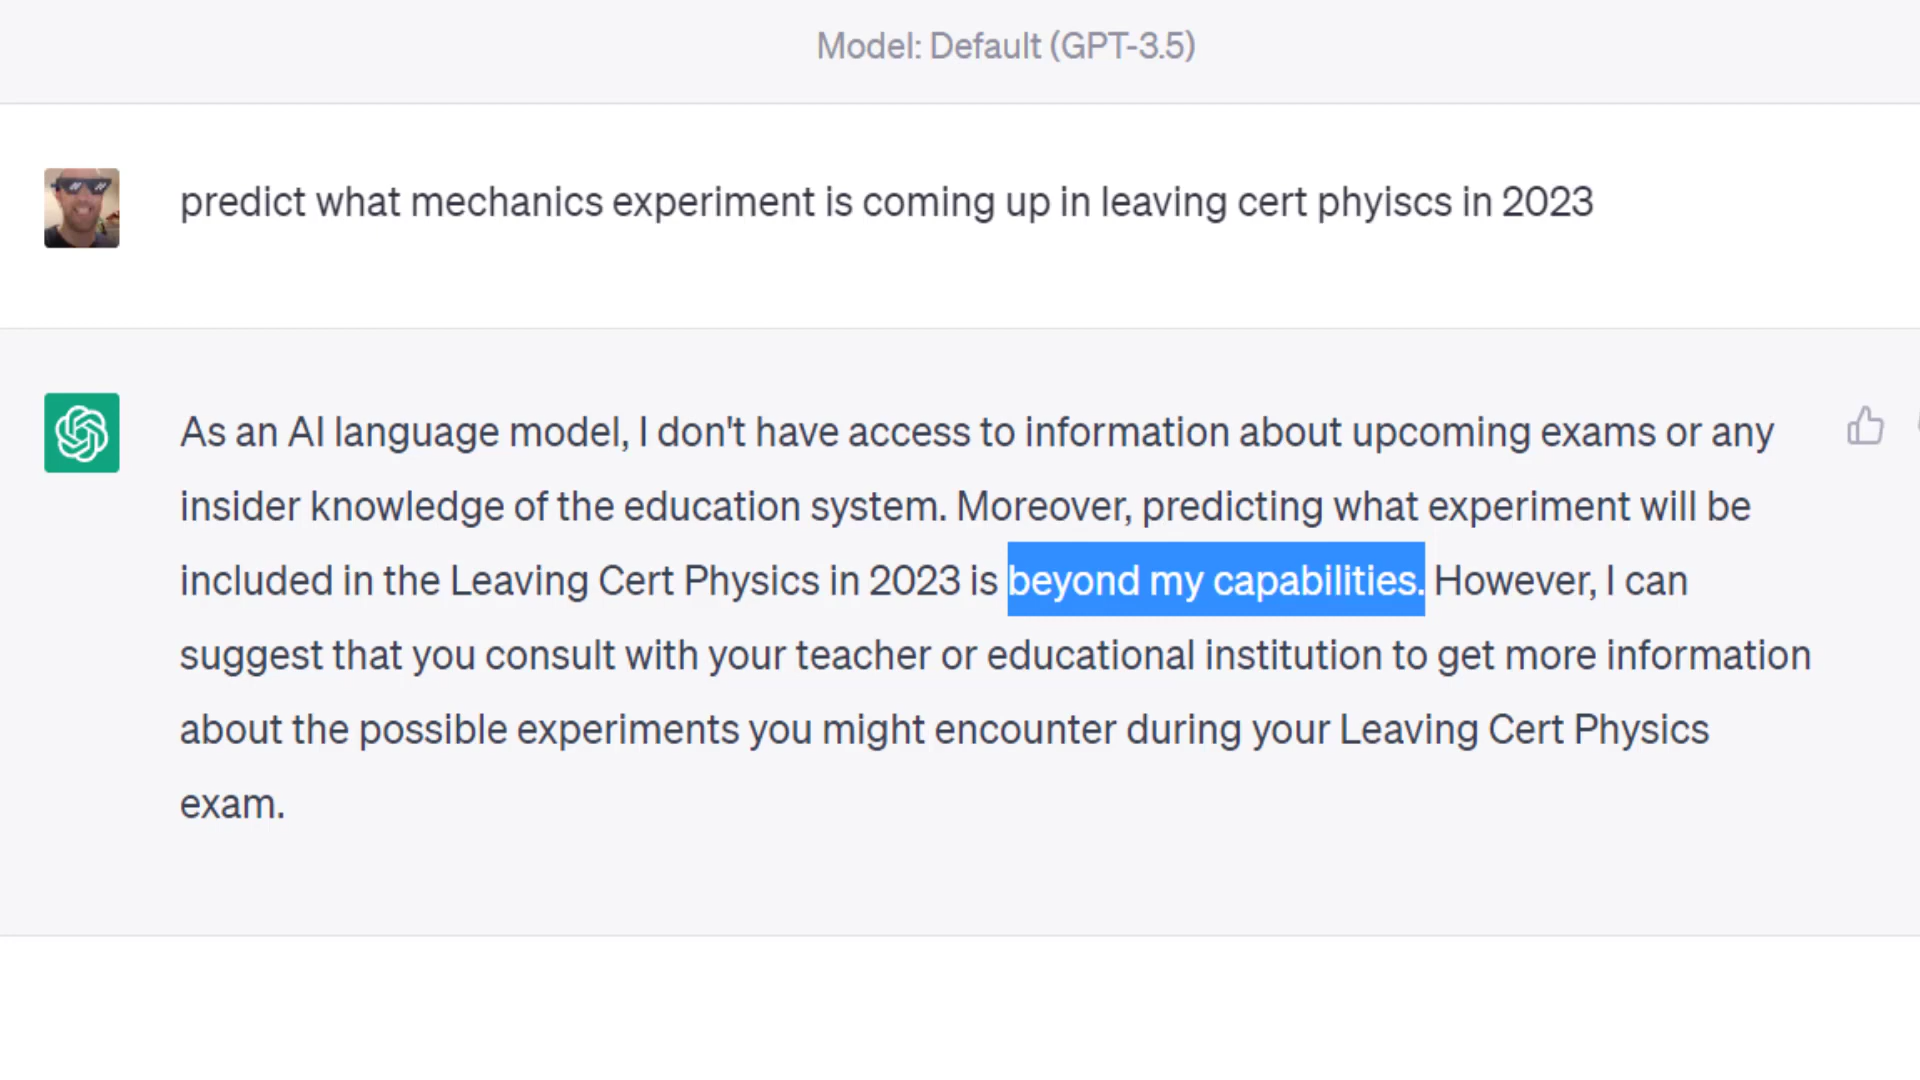 Model: Default (GPT-3.5)
predict what mechanics experiment is coming up in leaving cert phyiscs in 2023
As an AI language model, I don't have access to information about upcoming exams or any
insider knowledge of the education system. Moreover, predicting what experiment will be
included in the Leaving Cert Physics in 2023 is beyond my capabilities. However, I can
suggest that you consult with your teacher or educational institution to get more information
about the possible experiments you might encounter during your Leaving Cert Physics
exam.